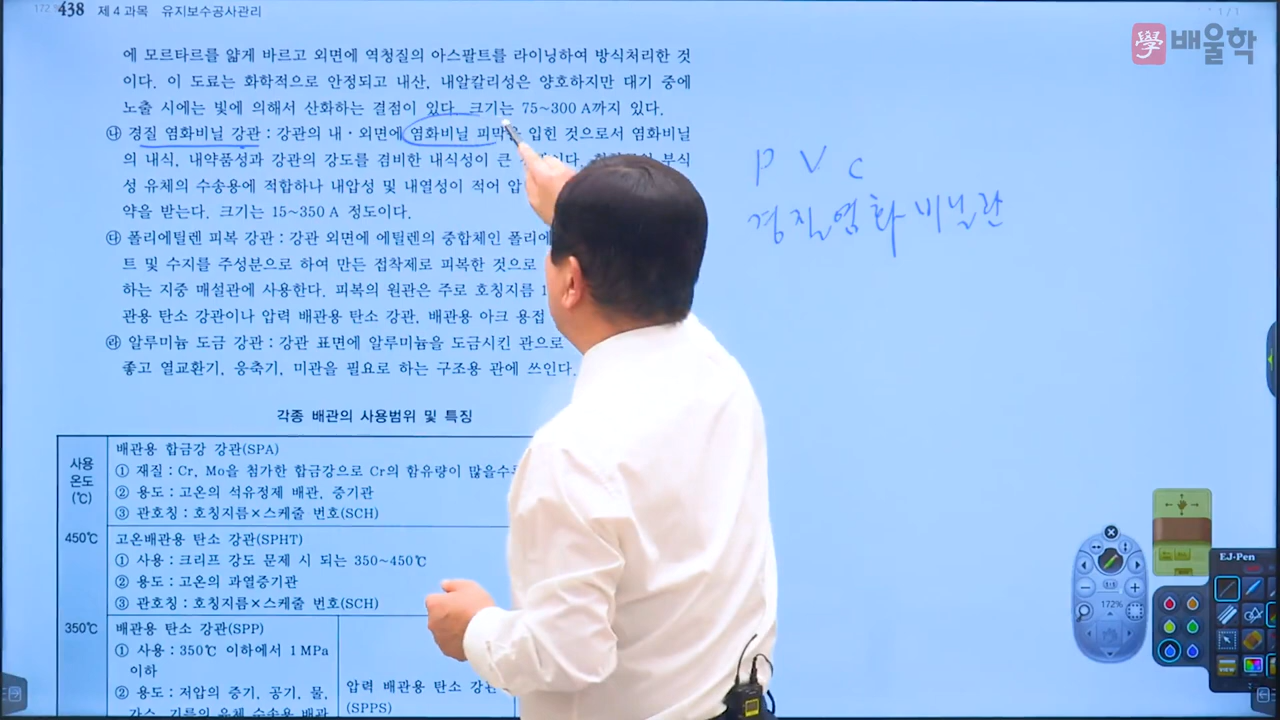 438 제 4 과목 유지보수공사관리
1 / 1
學 배울학
에 모르타르를 얇게 바르고 외면에 역청질의 아스팔트를 라이닝하여 방식처리한 것
이다. 이 도료는 화학적으로 안정되고 내산, 내알칼리성은 양호하지만 대기 중에
노출 시에는 빛에 의해서 산화하는 결점이 있다. 크기는 75~300 A까지 있다.
㉯ 경질 염화비닐 강관 : 강관의 내·외면에 염화비닐 피막을 입힌 것으로서 염화비닐
의 내식, 내약품성과 강관의 강도를 겸비한 내식성이 큰 부식
성 유체의 수송용에 적합하나 내압성 및 내열성이 적어
약을 받는다. 크기는 15~350 A 정도이다.
㉰ 폴리에틸렌 피복 강관 : 강관 외면에 에틸렌의 중합체인 폴리에
트 및 수지를 주성분으로 하여 만든 접착제로 피복한 것으로
하는 지중 매설관에 사용한다. 피복의 원관은 주로 호칭지름 1
관용 탄소 강관이나 압력 배관용 탄소 강관, 배관용 아크 용접
㉱ 알루미늄 도금 강관 : 강관 표면에 알루미늄을 도금시킨 관으로
좋고 열교환기, 응축기, 미관을 필요로 하는 구조용 관에 쓰인다.
P V C
경질염화비닐관
각종 배관의 사용범위 및 특징
사용
온도
(℃)
배관용 합금강 강관(SPA)
① 재질 : Cr, Mo을 첨가한 합금강으로 Cr의 함유량이 많을수록
② 용도 : 고온의 석유정제 배관, 증기관
③ 관호칭 : 호칭지름×스케줄 번호(SCH)
450℃
고온배관용 탄소 강관(SPHT)
① 사용 : 크리프 강도 문제 시 되는 350~450℃
② 용도 : 고온의 과열증기관
③ 관호칭 : 호칭지름×스케줄 번호(SCH)
350℃
배관용 탄소 강관(SPP)
① 사용 : 350℃ 이하에서 1 MPa
이하
② 용도 : 저압의 증기, 공기, 물,
가스, 기름의 유체 수송용 배관
압력 배관용 탄소 강관
(SPPS)
172%
EJ-Pen